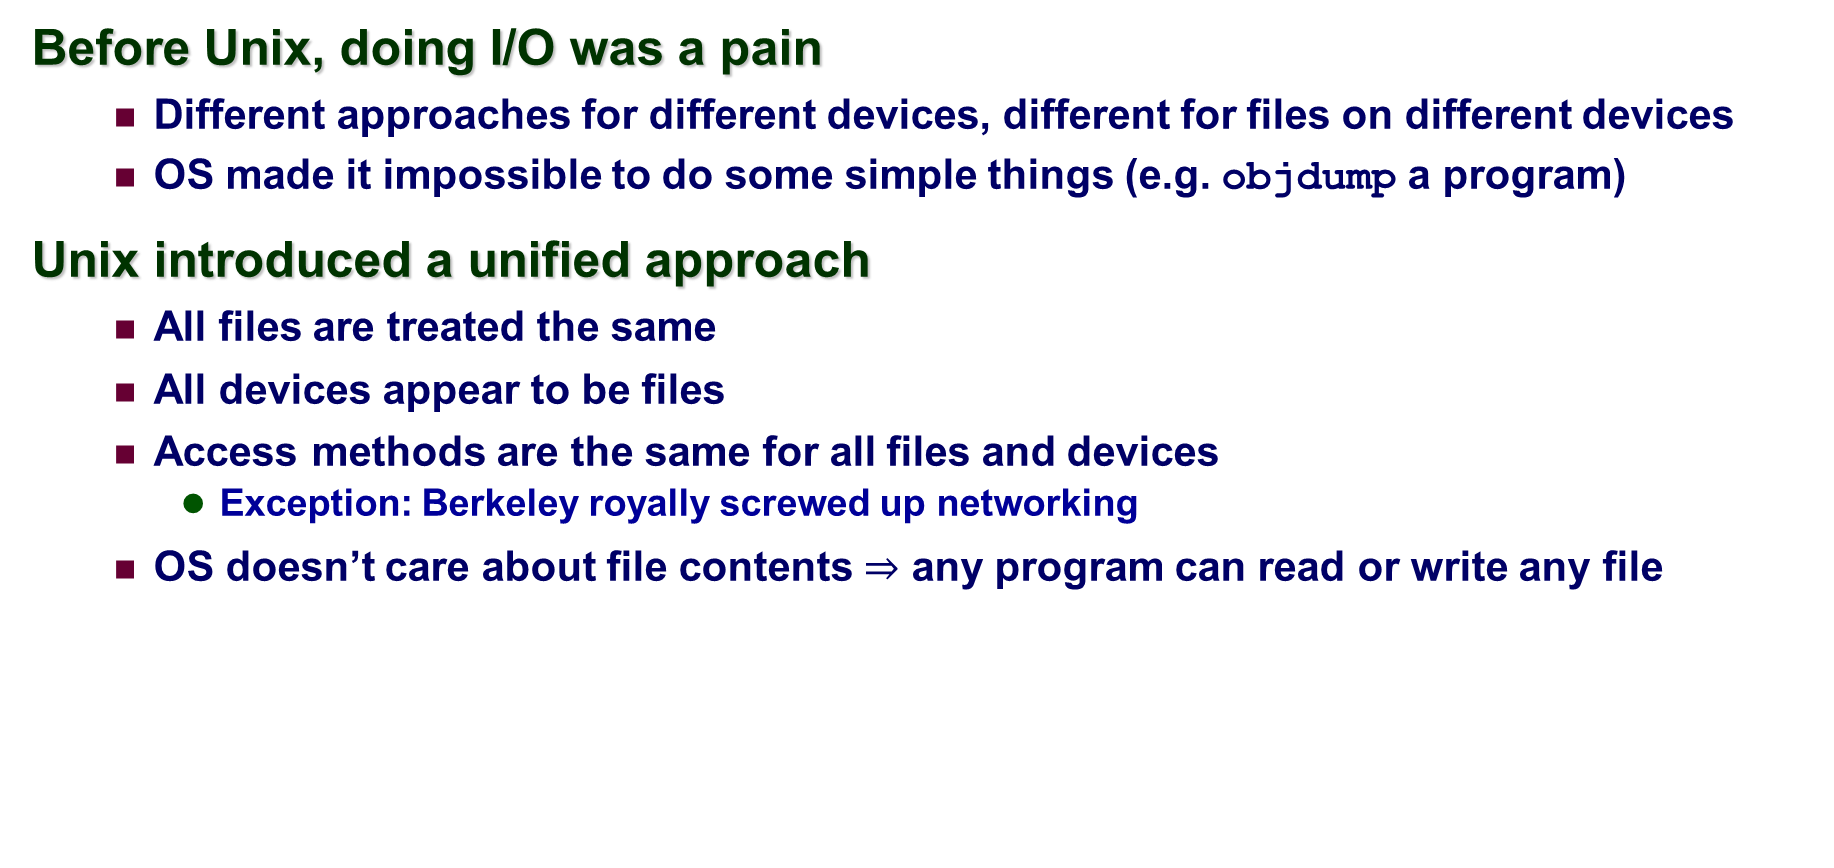 Before Unix, doing I/O was a pain
Different approaches for different devices, different for files on different devices
OS made it impossible to do some simple things (e.g. objdump a program)
Unix introduced a unified approach
All files are treated the same
All devices appear to be files
Access methods are the same for all files and devices
Exception: Berkeley royally screwed up networking
OS doesn’t care about file contents ⇒ any program can read or write any file